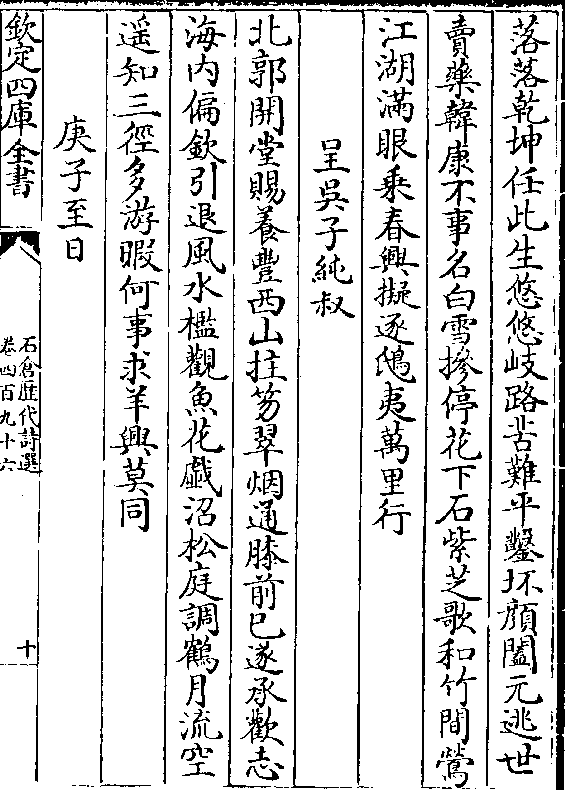 落落乾坤任此生悠悠岐路苦難平鑿坏顔闔元逃世
賣藥韓康不事名白雪摻停花下石紫芝歌和竹間鶯
江湖滿眼乗春興擬逐鴟夷萬里行
呈吳子純叔
北郭開堂賜養豐西山拄笏翠烟通膝前已遂承歡志
海内偏欽引退風水檻觀魚花戯沼松庭調鶴月流空
遥知三徑多游暇何事求羊興莫同
庚子至日
欽定四庫全書
石倉歴代詩選
卷四百九十六
十